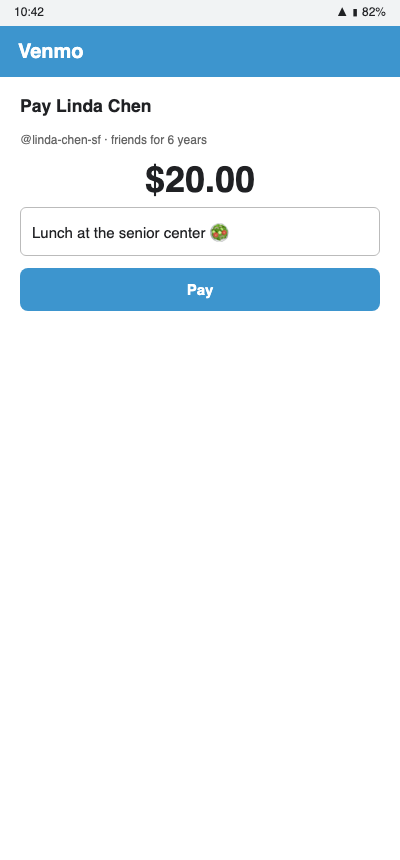 10:42
82%
Venmo
Pay Linda Chen
@linda-chen-sf · friends for 6 years
$20.00
Lunch at the senior center 🥗
Pay